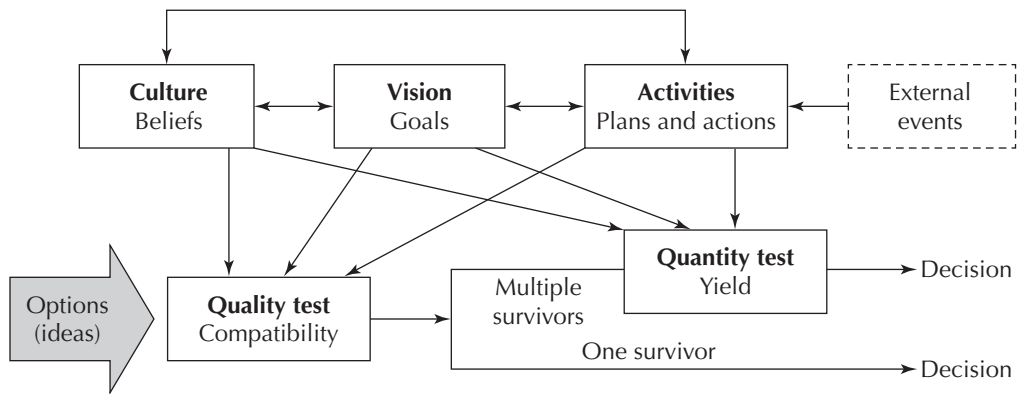 Culture
Beliefs
Vision
Goals
Activities
Plans and actions
External
events
Options
(ideas)
Quality test
Compatibility
Multiple
survivors
Quantity test
Yield
Decision
One survivor
Decision